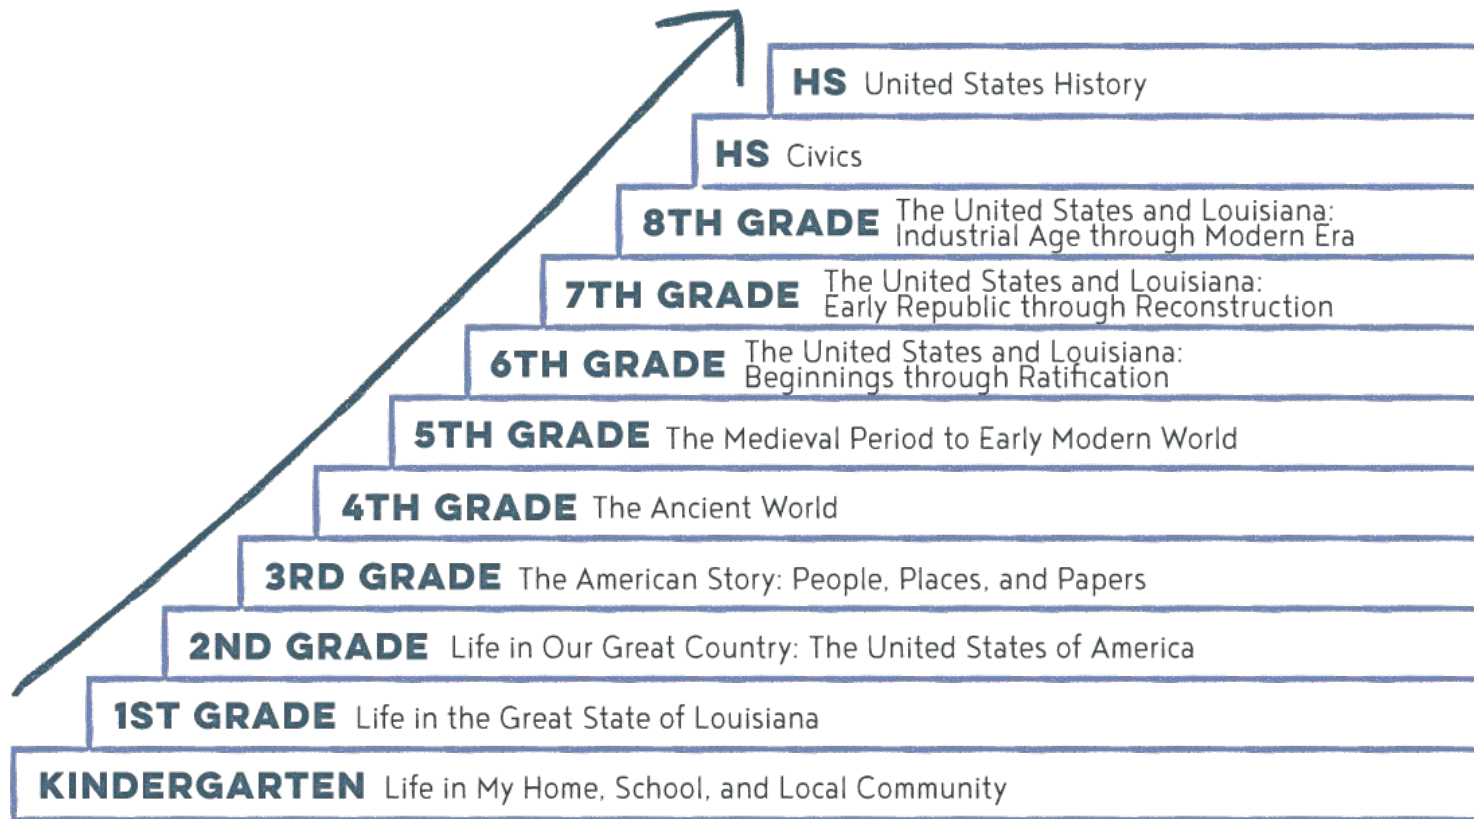 HS United States History
HS Civics
8TH GRADE The United States and Louisiana:
Industrial Age through Modern Era
7TH GRADE The United States and Louisiana:
Early Republic through Reconstruction
6TH GRADE The United States and Louisiana:
Beginnings through Ratification
5TH GRADE The Medieval Period to Early Modern World
4TH GRADE The Ancient World
3RD GRADE The American Story: People, Places, and Papers
2ND GRADE Life in Our Great Country: The United States of America
1ST GRADE Life in the Great State of Louisiana
KINDERGARTEN Life in My Home, School, and Local Community